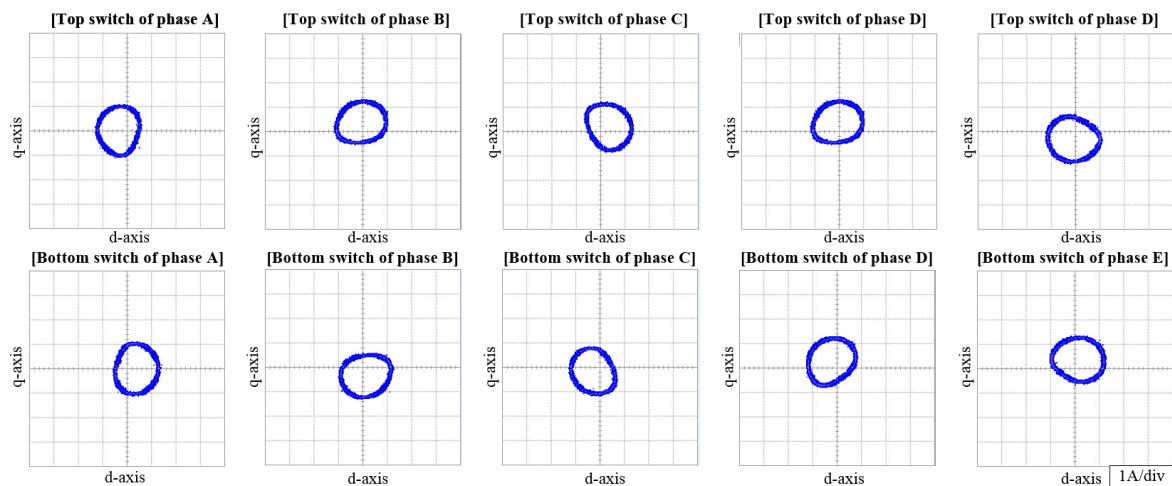 [Top switch of phase A]
[Top switch of phase B]
[Top switch of phase C]
[Top switch of phase D]
[Top switch of phase D]
q-axis
q-axis
q-axis
q-axis
q-axis
d-axis
d-axis
d-axis
d-axis
d-axis
[Bottom switch of phase A]
[Bottom switch of phase B]
[Bottom switch of phase C]
[Bottom switch of phase D]
[Bottom switch of phase E]
q-axis
q-axis
q-axis
q-axis
q-axis
d-axis
d-axis
d-axis
d-axis
d-axis
1A/div